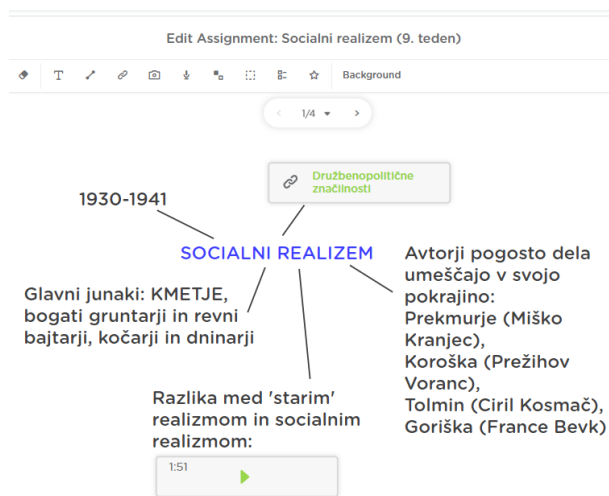 Edit Assignment: Socialni realizem (9. teden)
T
Background
1/4
Družbenopolitične
značilnosti
1930-1941
SOCIALNI REALIZEM
Glavni junaki: KMETJE,
bogati gruntarji in revni
bajtarji, kočarji in dninarji
Avtorji pogosto dela
umeščajo v svojo
pokrajino:
Prekmurje (Miško
Kranjec),
Koroška (Prežihov
Voranc),
Tolmin (Ciril Kosmač),
Goriška (France Bevk)
Razlika med 'starim'
realizmom in socialnim
realizmom:
1:51